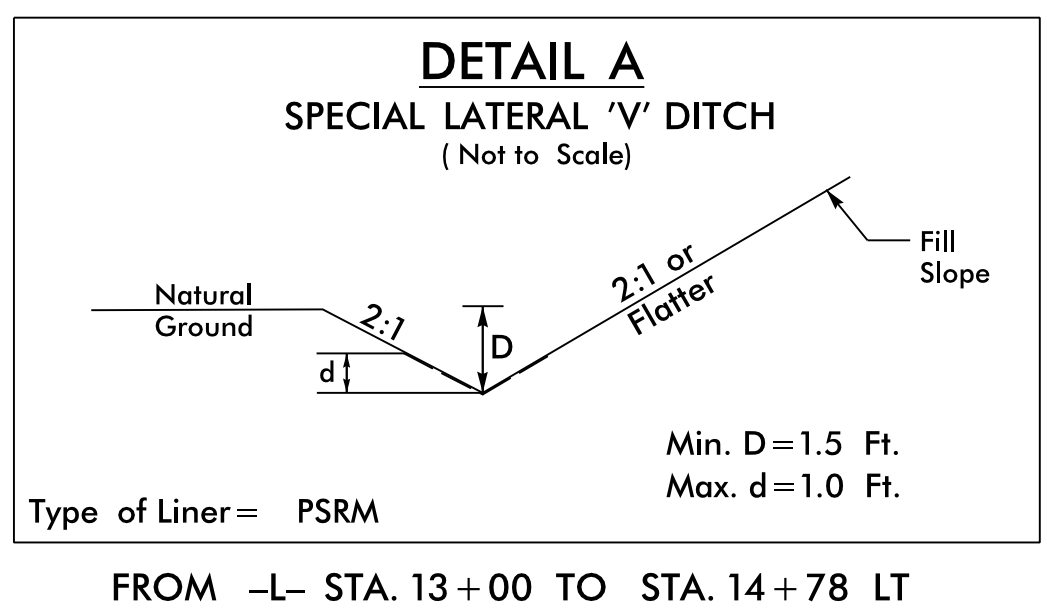 DETAIL A
SPECIAL LATERAL 'V' DITCH
( Not to Scale)
Natural
Ground
2:1
d
D
2:1 or
Flatter
Fill
Slope
Min. D=1.5 Ft.
Max. d=1.0 Ft.
Type of Liner= PSRM
FROM -L- STA. 13+00 TO STA. 14+78 LT